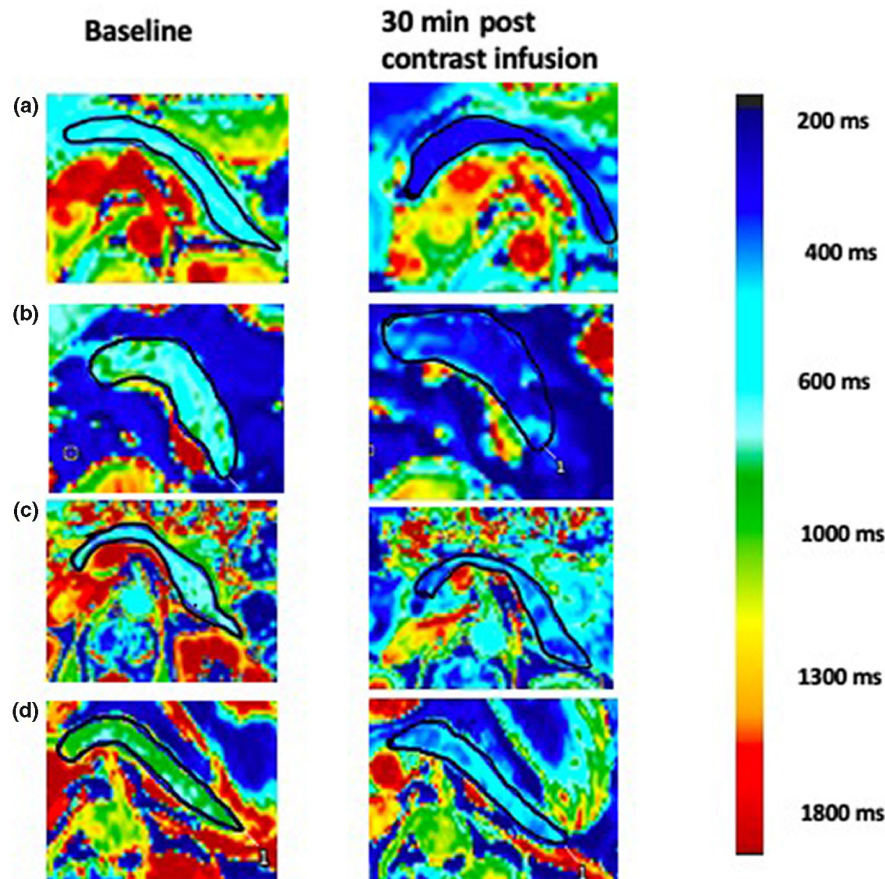 Baseline
30 min post
contrast infusion
(a)
200 ms
400 ms
(b)
600 ms
1
(c)
1000 ms
1300 ms
(d)
1800 ms
1
1